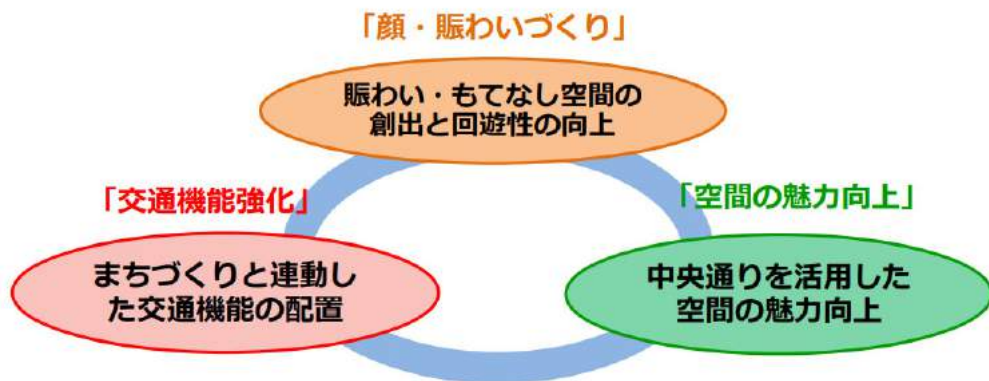 「顔・賑わいづくり」
賑わい・もてなし空間の
創出と回遊性の向上
「交通機能強化」
まちづくりと連動し
た交通機能の配置
「空間の魅力向上」
中央通りを活用した
空間の魅力向上